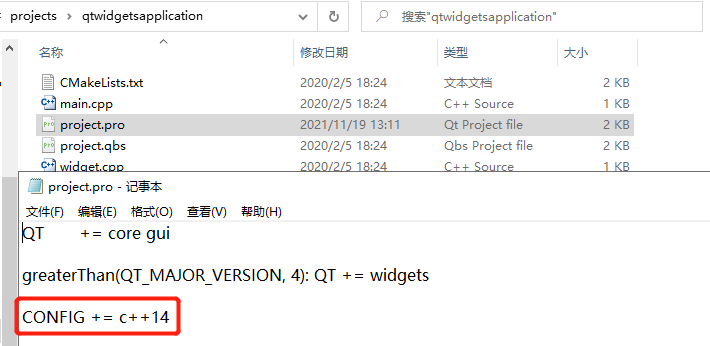 projects > qtwidgetsapplication
搜索"qtwidgetsapplication"
名称 修改日期 类型 大小
CMakeLists.txt 2020/2/5 18:24 文本文档 2 KB
main.cpp 2020/2/5 18:24 C++ Source 1 KB
project.pro 2021/11/19 13:11 Qt Project file 2 KB
project.qbs 2020/2/5 18:24 Qbs Project file 2 KB
widget.cpp 2020/2/5 18:24 C++ Source 1 KB
project.pro - 记事本
文件(F) 编辑(E) 格式(O) 查看(V) 帮助(H)
QT += core gui
greaterThan(QT_MAJOR_VERSION, 4): QT += widgets
CONFIG += c++14